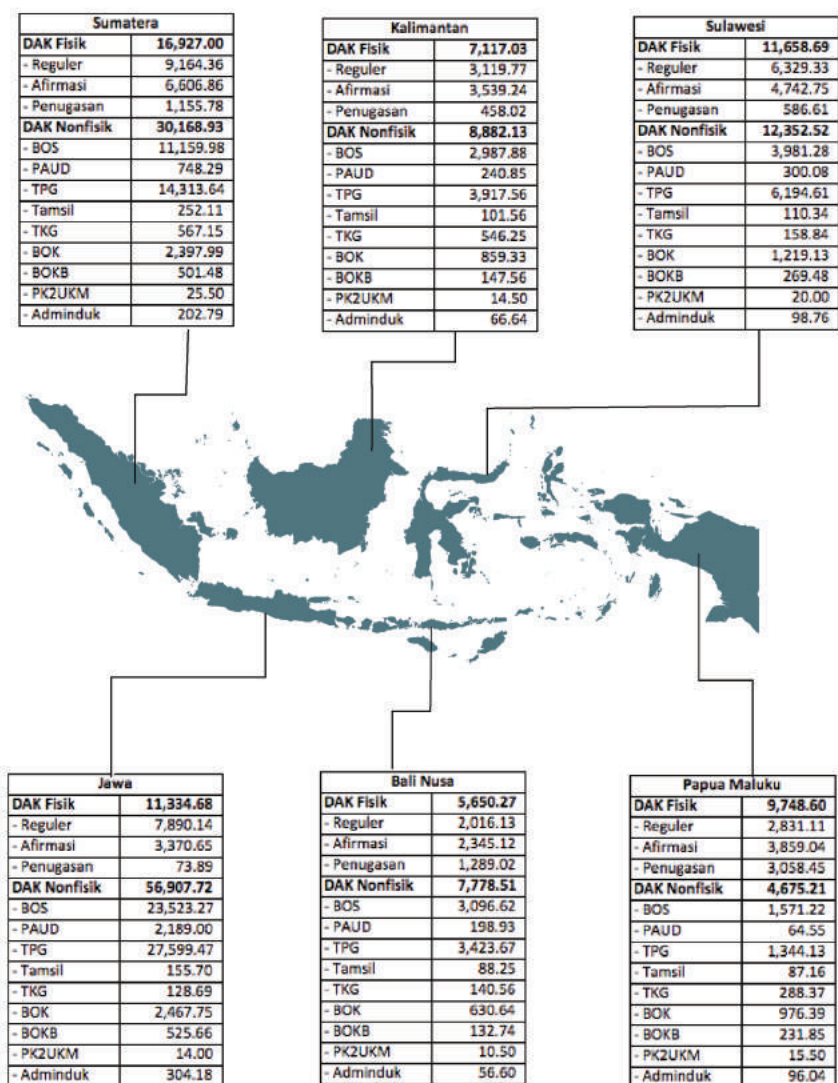 Sumatera
DAK Fisik 16,927.00
- Reguler 9,164.36
- Afirmasi 6,606.86
- Penugasan 1,155.78
DAK Nonfisik 30,168.93
- BOS 11,159.98
- PAUD 748.29
- TPG 14,313.64
- Tamsil 252.11
- TKG 567.15
- BOK 2,397.99
- BOKB 501.48
- PK2UKM 25.50
- Adminduk 202.79
Kalimantan
DAK Fisik 7,117.03
- Reguler 3,119.77
- Afirmasi 3,539.24
- Penugasan 458.02
DAK Nonfisik 8,882.13
- BOS 2,987.88
- PAUD 240.85
- TPG 3,917.56
- Tamsil 101.56
- TKG 546.25
- BOK 859.33
- BOKB 147.56
- PK2UKM 14.50
- Adminduk 66.64
Sulawesi
DAK Fisik 11,658.69
- Reguler 6,329.33
- Afirmasi 4,742.75
- Penugasan 586.61
DAK Nonfisik 12,352.52
- BOS 3,981.28
- PAUD 300.08
- TPG 6,194.61
- Tamsil 110.34
- TKG 158.84
- BOK 1,219.13
- BOKB 269.48
- PK2UKM 20.00
- Adminduk 98.76
Jawa
DAK Fisik 11,334.68
- Reguler 7,890.14
- Afirmasi 3,370.65
- Penugasan 73.89
DAK Nonfisik 56,907.72
- BOS 23,523.27
- PAUD 2,189.00
- TPG 27,599.47
- Tamsil 155.70
- TKG 128.69
- BOK 2,467.75
- BOKB 525.66
- PK2UKM 14.00
- Adminduk 304.18
Bali Nusa
DAK Fisik 5,650.27
- Reguler 2,016.13
- Afirmasi 2,345.12
- Penugasan 1,289.02
DAK Nonfisik 7,778.51
- BOS 3,096.62
- PAUD 198.93
- TPG 3,423.67
- Tamsil 88.25
- TKG 140.56
- BOK 630.64
- BOKB 132.74
- PK2UKM 10.50
- Adminduk 56.60
Papua Maluku
DAK Fisik 9,748.60
- Reguler 2,831.11
- Afirmasi 3,859.04
- Penugasan 3,058.45
DAK Nonfisik 4,675.21
- BOS 1,571.22
- PAUD 64.55
- TPG 1,344.13
- Tamsil 87.16
- TKG 288.37
- BOK 976.39
- BOKB 231.85
- PK2UKM 15.50
- Adminduk 96.04